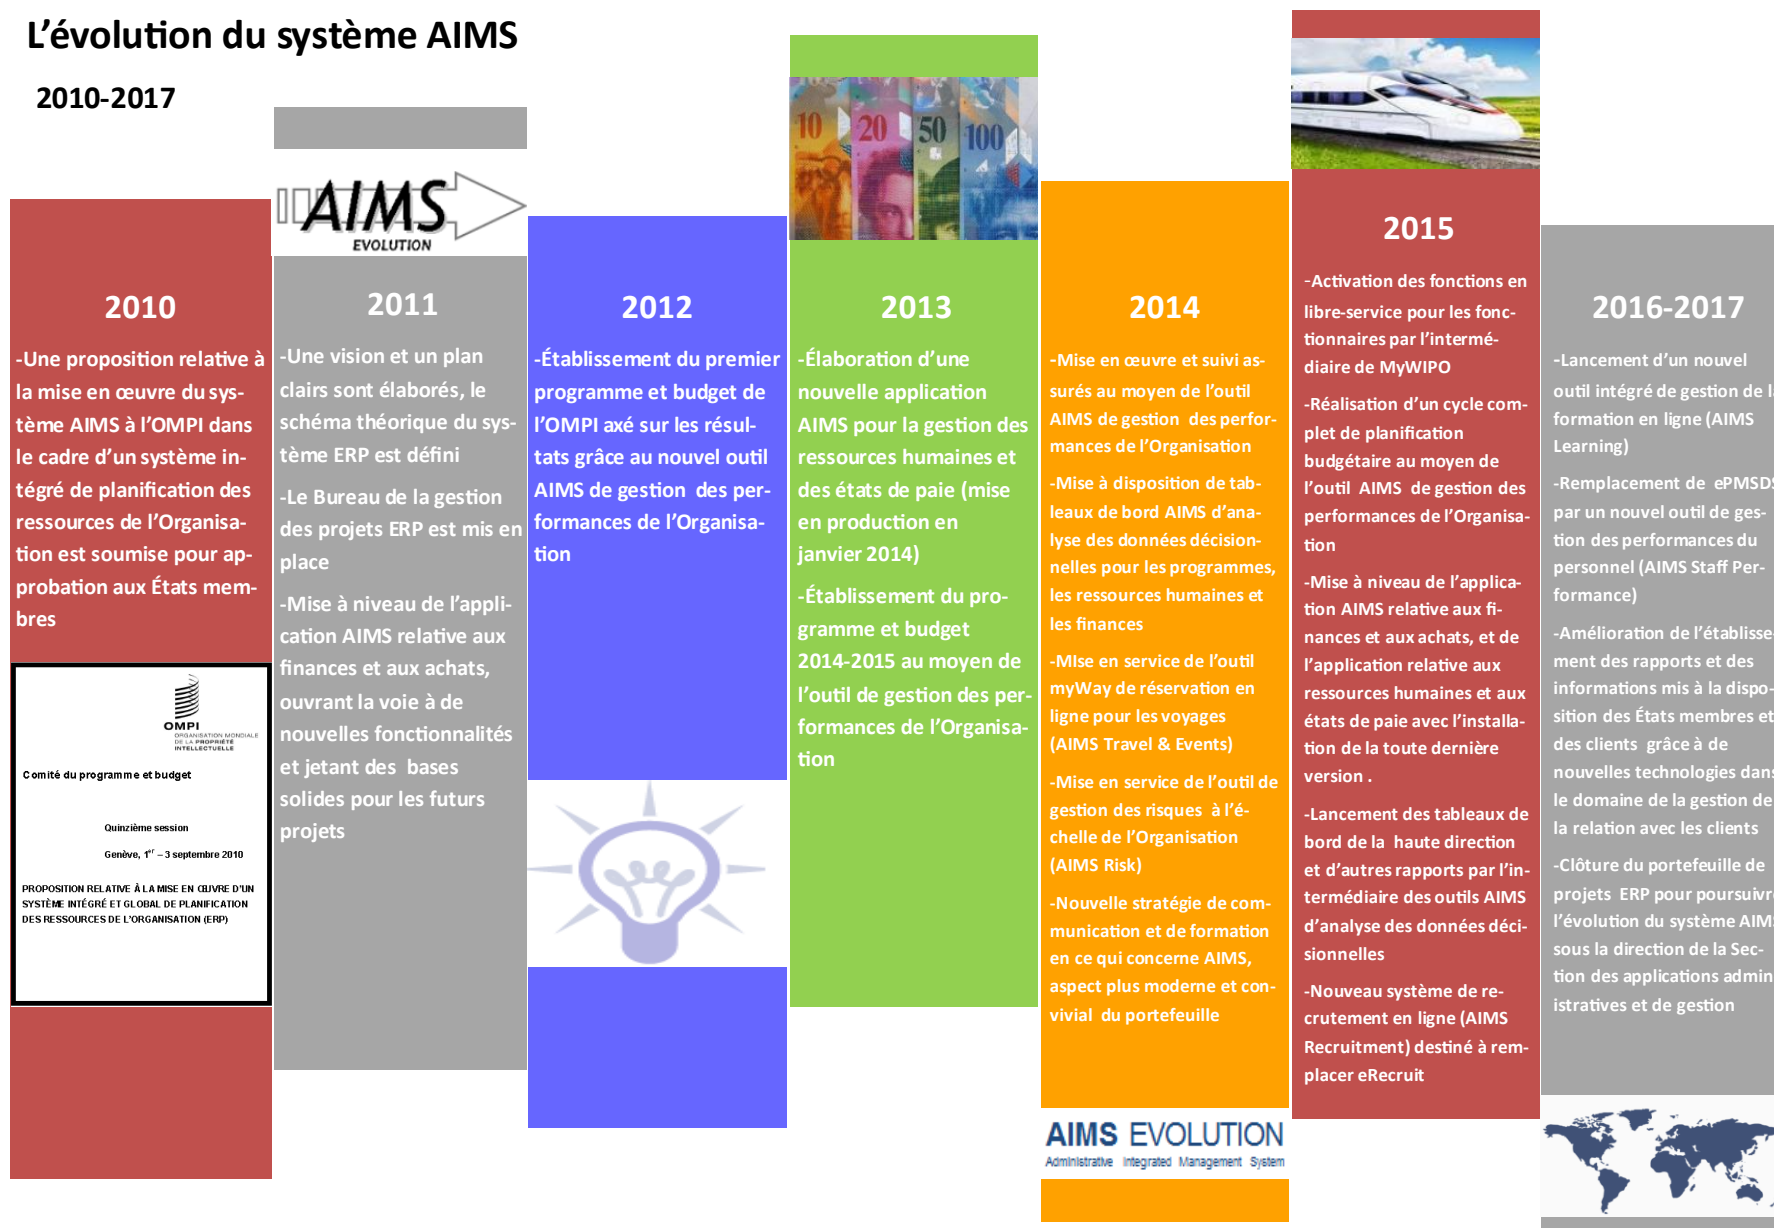 L’évolution du système AIMS
2010-2017
2010
-Une proposition relative à
la mise en œuvre du sys-
tème AIMS à l’OMPI dans
le cadre d’un système in-
tégré de planification des
ressources de l’Organisa-
tion est soumise pour ap-
probation aux États mem-
bres
OMPI
ORGANISATION MONDIALE
DE LA PROPRIÉTÉ
INTELLECTUELLE
Comité du programme et budget
Quinzième session
Genève, 1er – 3 septembre 2010
PROPOSITION RELATIVE À LA MISE EN ŒUVRE D’UN
SYSTÈME INTÉGRÉ ET GLOBAL DE PLANIFICATION
DES RESSOURCES DE L’ORGANISATION (ERP)
AIMS
EVOLUTION
2011
-Une vision et un plan
clairs sont élaborés, le
schéma théorique du sys-
tème ERP est défini
-Le Bureau de la gestion
des projets ERP est mis en
place
-Mise à niveau de l’appli-
cation AIMS relative aux
finances et aux achats,
ouvrant la voie à de
nouvelles fonctionnalités
et jetant des bases
solides pour les futurs
projets
2012
-Établissement du premier
programme et budget de
l’OMPI axé sur les résul-
tats grâce au nouvel outil
AIMS de gestion des per-
formances de l’Organisa-
tion
10 20 50 100
2013
-Élaboration d’une
nouvelle application
AIMS pour la gestion des
ressources humaines et
des états de paie (mise
en production en
janvier 2014)
-Établissement du pro-
gramme et budget
2014-2015 au moyen de
l’outil de gestion des per-
formances de l’Organisa-
tion
2014
-Mise en œuvre et suivi as-
surés au moyen de l’outil
AIMS de gestion des perfor-
mances de l’Organisation
-Mise à disposition de tab-
leaux de bord AIMS d’ana-
lyse des données décision-
nelles pour les programmes,
les ressources humaines et
les finances
-MIse en service de l’outil
myWay de réservation en
ligne pour les voyages
(AIMS Travel & Events)
-Mise en service de l’outil de
gestion des risques à l’é-
chelle de l’Organisation
(AIMS Risk)
-Nouvelle stratégie de com-
munication et de formation
en ce qui concerne AIMS,
aspect plus moderne et con-
vivial du portefeuille
AIMS EVOLUTION
Administrative Integrated Management System
2015
-Activation des fonctions en
libre-service pour les fonc-
tionnaires par l’intermé-
diaire de MyWIPO
-Réalisation d’un cycle com-
plet de planification
budgétaire au moyen de
l’outil AIMS de gestion des
performances de l’Organisa-
tion
-Mise à niveau de l’applica-
tion AIMS relative aux fi-
nances et aux achats, et de
l’application relative aux
ressources humaines et aux
états de paie avec l’installa-
tion de la toute dernière
version .
-Lancement des tableaux de
bord de la haute direction
et d’autres rapports par l’in-
termédiaire des outils AIMS
d’analyse des données déci-
sionnelles
-Nouveau système de re-
crutement en ligne (AIMS
Recruitment) destiné à rem-
placer eRecruit
2016-2017
-Lancement d’un nouvel
outil intégré de gestion de la
formation en ligne (AIMS
Learning)
-Remplacement de ePMSDS
par un nouvel outil de ges-
tion des performances du
personnel (AIMS Staff Per-
formance)
-Amélioration de l’établisse-
ment des rapports et des
informations mis à la dispo-
sition des États membres et
des clients grâce à de
nouvelles technologies dans
le domaine de la gestion de
la relation avec les clients
-Clôture du portefeuille de
projets ERP pour poursuivre
l’évolution du système AIMS
sous la direction de la Sec-
tion des applications admin-
istratives et de gestion